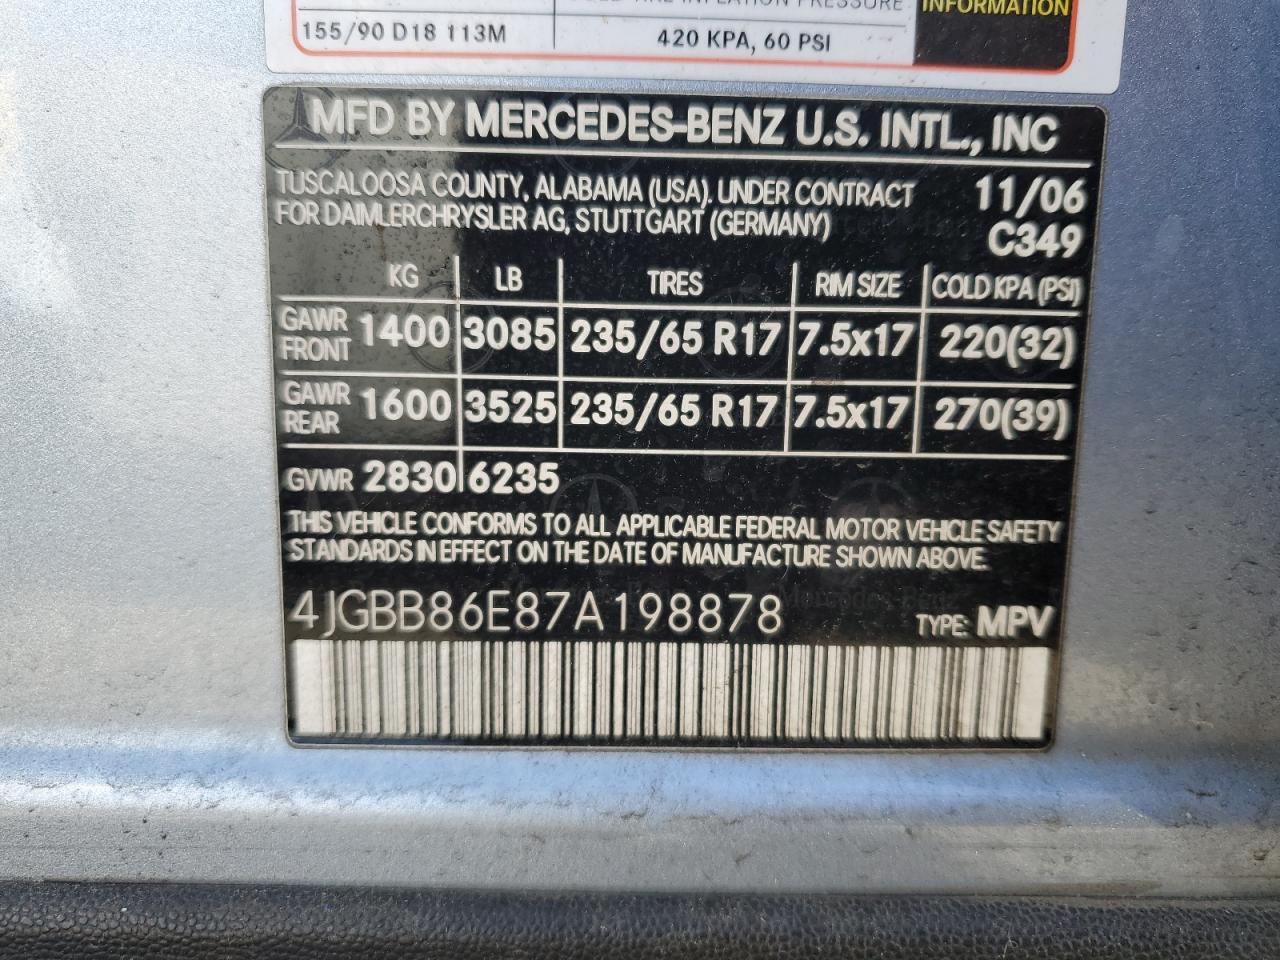 COLD TIRE INFLATION PRESSURE
INFORMATION
155/90 D18 113M 420 KPA, 60 PSI
MFD BY MERCEDES-BENZ U.S. INTL., INC
TUSCALOOSA COUNTY, ALABAMA (USA). UNDER CONTRACT 11/06
FOR DAIMLERCHRYSLER AG, STUTTGART (GERMANY) C349
KG LB TIRES RIM SIZE COLD KPA (PSI)
GAWR FRONT 1400 3085 235/65 R17 7.5x17 220(32)
GAWR REAR 1600 3525 235/65 R17 7.5x17 270(39)
GVWR 2830 6235
THIS VEHICLE CONFORMS TO ALL APPLICABLE FEDERAL MOTOR VEHICLE SAFETY
STANDARDS IN EFFECT ON THE DATE OF MANUFACTURE SHOWN ABOVE.
4JGBB86E87A198878 TYPE: MPV